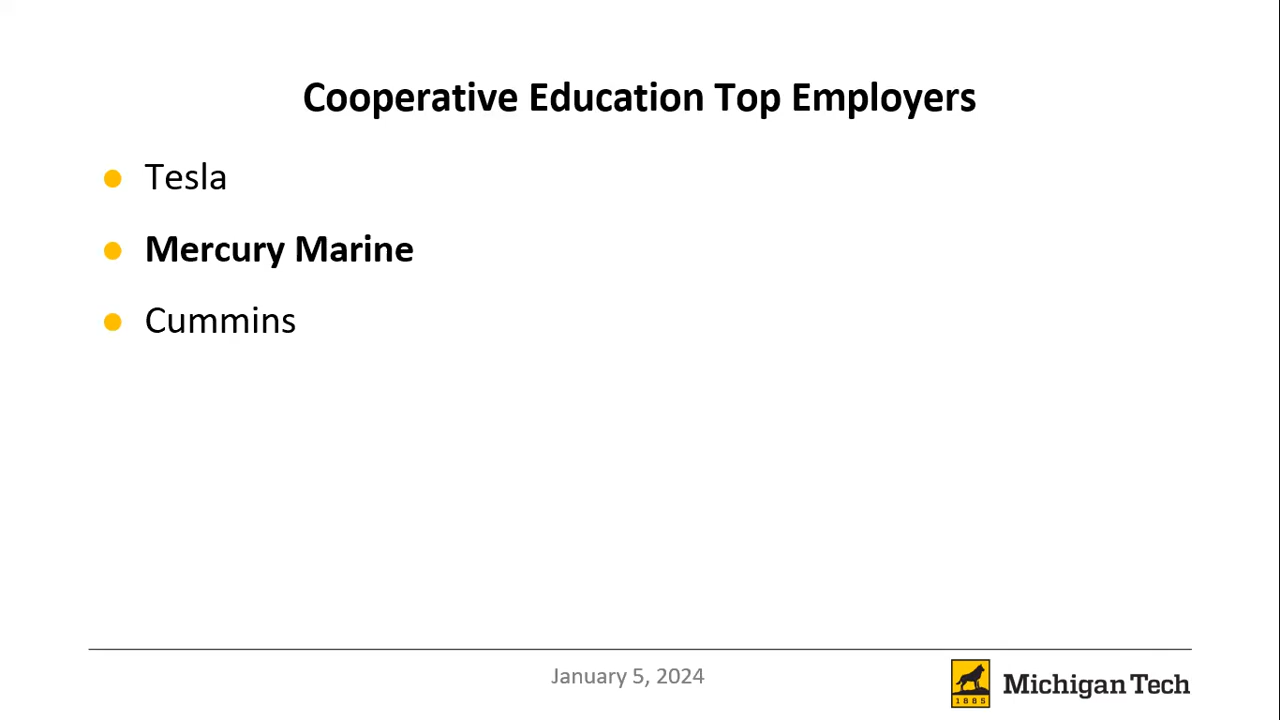 Cooperative Education Top Employers
Tesla
Mercury Marine
Cummins
January 5, 2024
1885
Michigan Tech